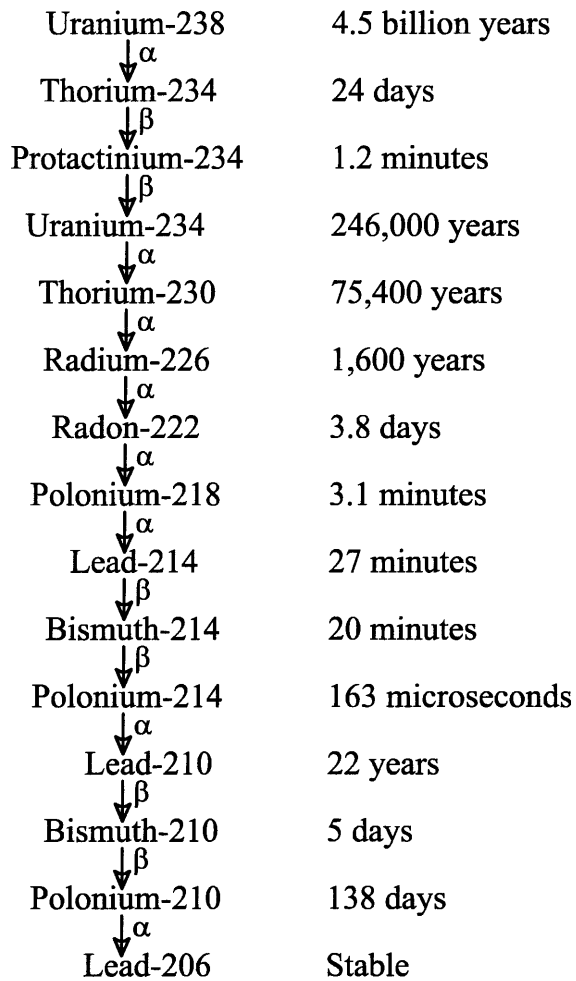 Uranium-238 4.5 billion years
α
Thorium-234 24 days
β
Protactinium-234 1.2 minutes
β
Uranium-234 246,000 years
α
Thorium-230 75,400 years
α
Radium-226 1,600 years
α
Radon-222 3.8 days
α
Polonium-218 3.1 minutes
α
Lead-214 27 minutes
β
Bismuth-214 20 minutes
β
Polonium-214 163 microseconds
α
Lead-210 22 years
β
Bismuth-210 5 days
β
Polonium-210 138 days
α
Lead-206 Stable